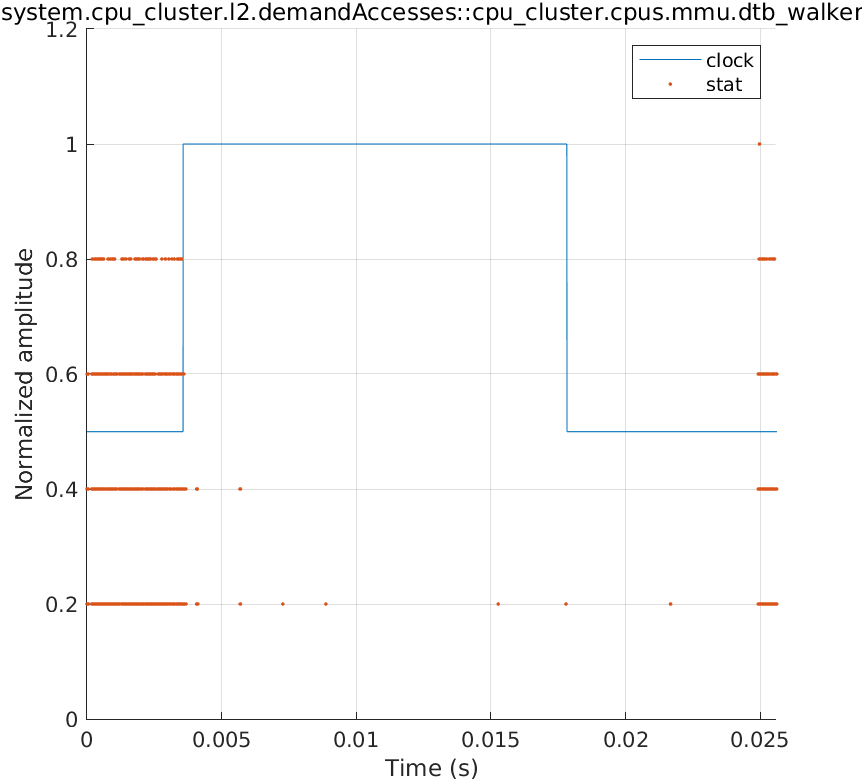 system.cpu_cluster.l2.demandAccesses::cpu_cluster.cpus.mmu.dtb_walker
1.2
1
0.8
0.6
0.4
0.2
0
Normalized amplitude
clock
stat
0
0.005
0.01
0.015
0.02
0.025
Time (s)